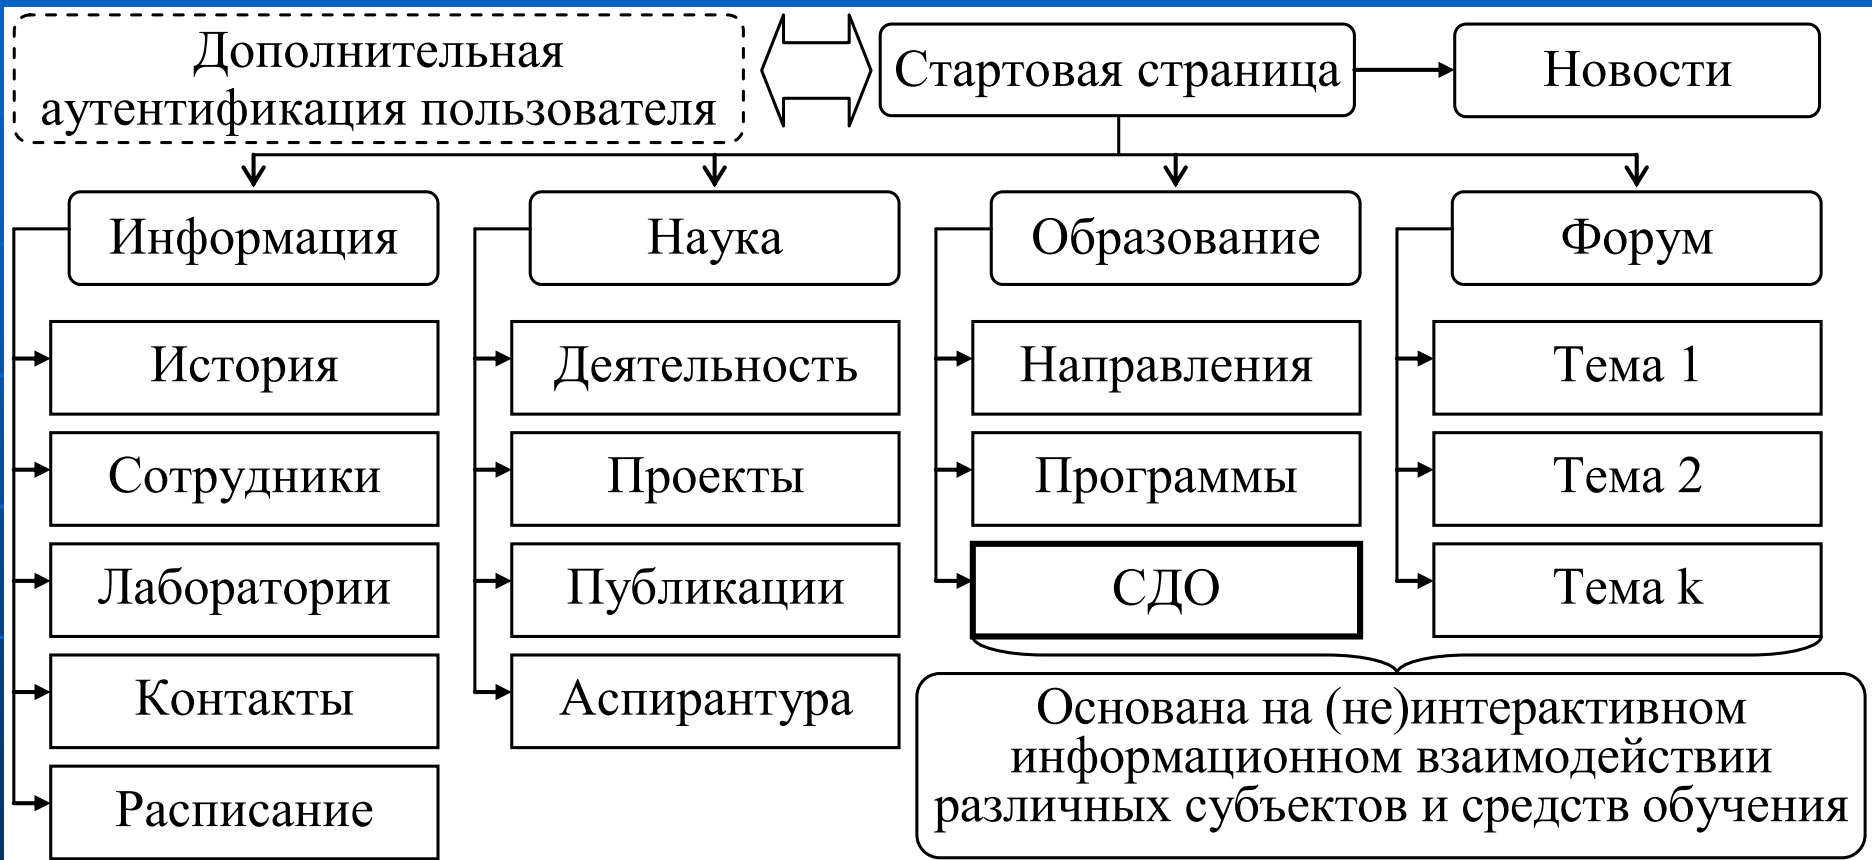 Дополнительная
аутентификация пользователя
Стартовая страница
Новости
Информация
История
Сотрудники
Лаборатории
Контакты
Расписание
Наука
Деятельность
Проекты
Публикации
Аспирантура
Образование
Направления
Программы
СДО
Форум
Тема 1
Тема 2
Тема k
Основана на (не)интерактивном
информационном взаимодействии
различных субъектов и средств обучения